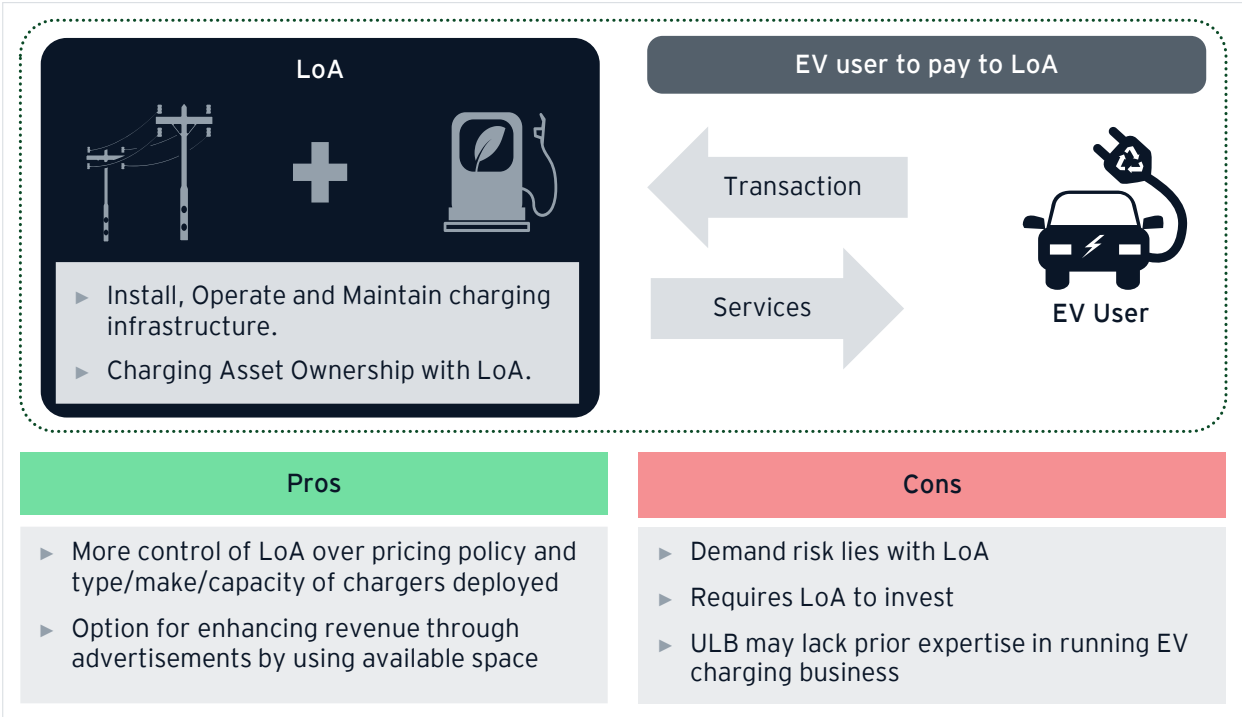 LoA
Install, Operate and Maintain charging
infrastructure.
Charging Asset Ownership with LoA.
EV user to pay to LoA
Transaction
Services
EV User
Pros
More control of LoA over pricing policy and
type/make/capacity of chargers deployed
Option for enhancing revenue through
advertisements by using available space
Cons
Demand risk lies with LoA
Requires LoA to invest
ULB may lack prior expertise in running EV
charging business